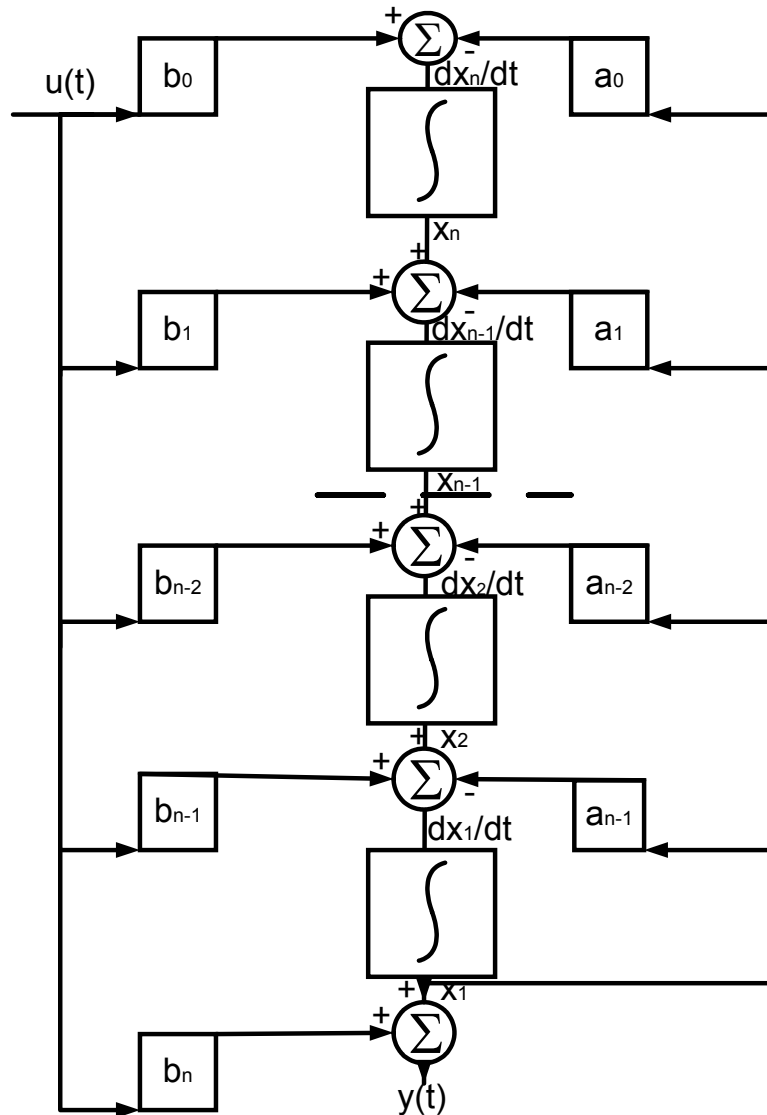 +
Σ
-
u(t)
b0
dxn/dt
a0
∫
xn
+
+
Σ
-
b1
dxn-1/dt
a1
∫
xn-1
+
+
Σ
-
bn-2
dx2/dt
an-2
∫
+
x2
+
Σ
-
bn-1
an-1
dx1/dt
∫
+
x1
+
Σ
bn
y(t)